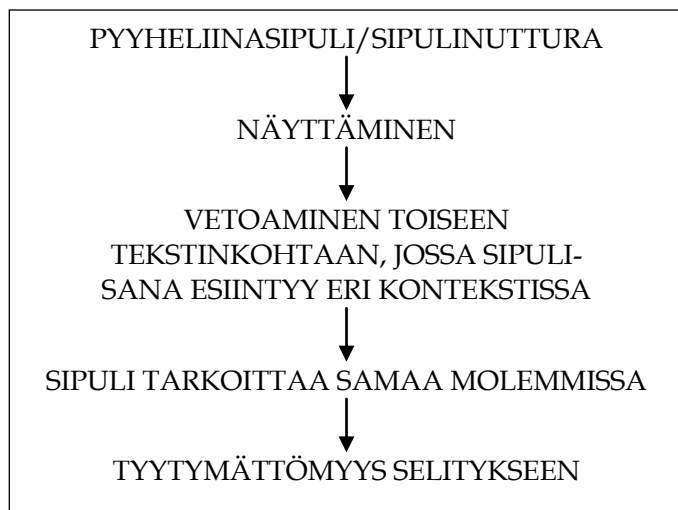 PYYHELIINASIPULI/SIPULINUTTURA
NÄYTTÄMINEN
VETOAMINEN TOISEEN
TEKSTINKOHTAAN, JOSSA SIPULI-
SANA ESIINTYY ERI KONTEKSTISSA
SIPULI TARKOITTAA SAMAA MOLEMMISSA
TYYTYMÄTTÖMYYS SELITYKSEEN